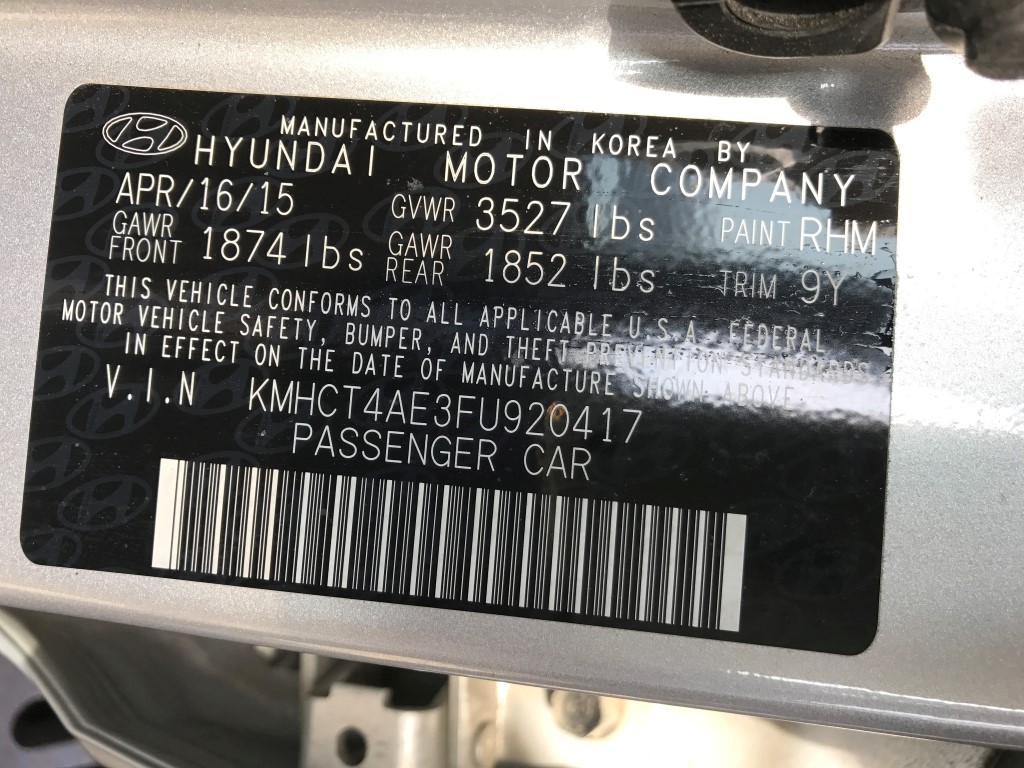 MANUFACTURED IN KOREA BY
HYUNDAI MOTOR COMPANY
APR/16/15 GVWR 3527 lbs PAINT RHM
GAWR FRONT 1874 lbs GAWR REAR 1852 lbs TRIM 9Y
THIS VEHICLE CONFORMS TO ALL APPLICABLE U.S.A. FEDERAL
MOTOR VEHICLE SAFETY, BUMPER, AND THEFT PREVENTION STANDARDS
IN EFFECT ON THE DATE OF MANUFACTURE SHOWN ABOVE.
V.I.N KMHCT4AE3FU920417
PASSENGER CAR